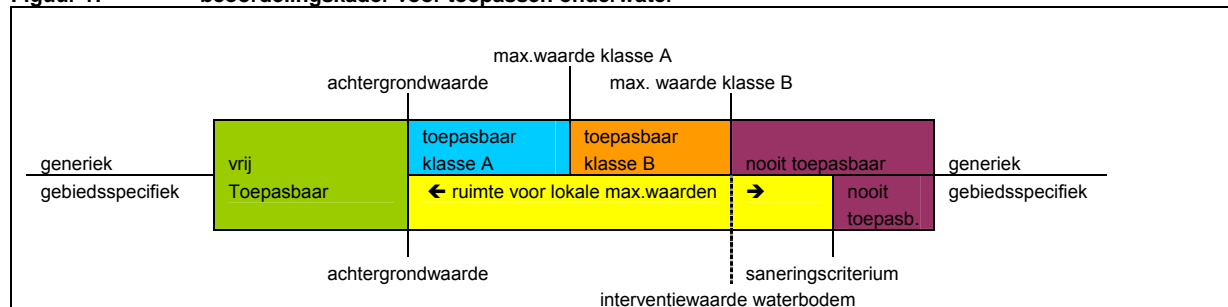 max.waarde klasse A
achtergrondwaarde max. waarde klasse B
toepasbaar toepasbaar
generiek vrij klasse A klasse B nooit toepasbaar generiek
gebiedsspecifiek Toepasbaar ← ruimte voor lokale max.waarden → nooit gebiedsspecifiek
toepasb.
achtergrondwaarde saneringscriterium
interventiewaarde waterbodem